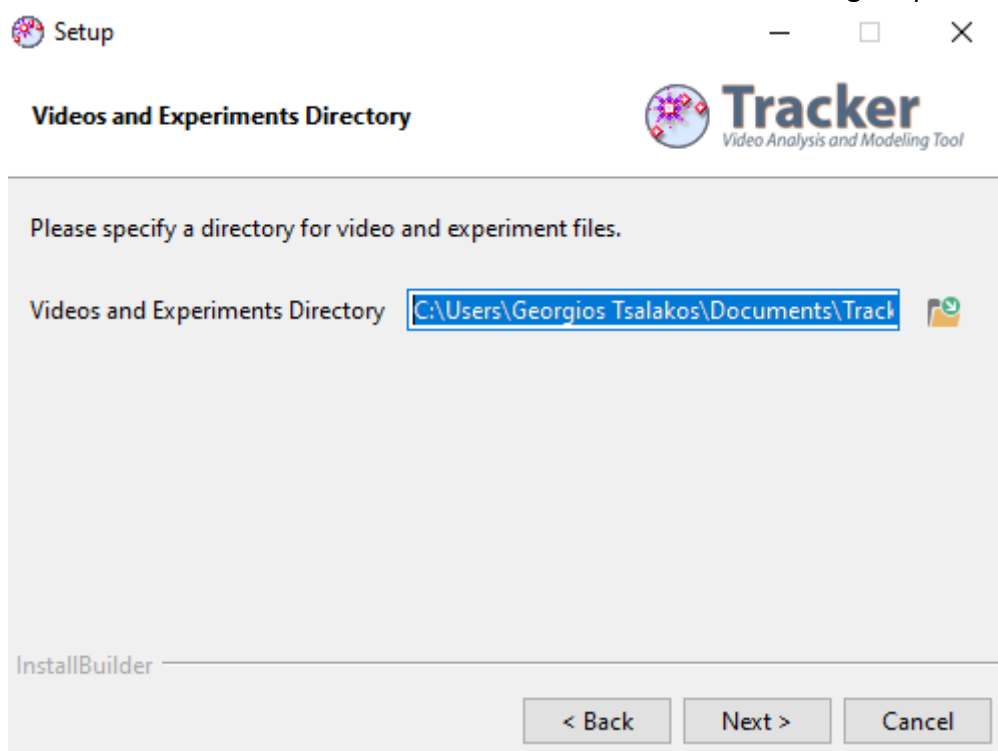 Setup
Videos and Experiments Directory
Tracker
Video Analysis and Modeling Tool
Please specify a directory for video and experiment files.
Videos and Experiments Directory C:\Users\Georgios Tsalakos\Documents\Track
InstallBuilder
< Back Next > Cancel